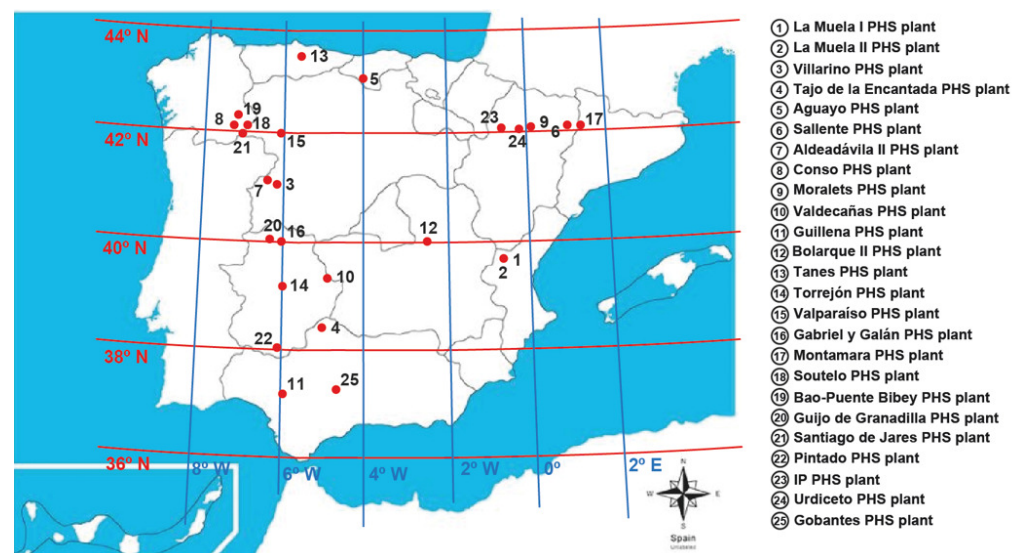 44º N
42º N
40º N
38º N
36º N
8º W
6º W
4º W
2º W
0º
2º E
13
5
19
8
18
21
15
23
24
9
6
17
7
3
20
16
12
1
2
10
14
4
22
11
25
N
W
E
S
Spain
1 La Muela I PHS plant
2 La Muela II PHS plant
3 Villarino PHS plant
4 Tajo de la Encantada PHS plant
5 Aguayo PHS plant
6 Sallente PHS plant
7 Aldeadávila II PHS plant
8 Conso PHS plant
9 Moralets PHS plant
10 Valdecañas PHS plant
11 Guillena PHS plant
12 Bolarque II PHS plant
13 Tanes PHS plant
14 Torrejón PHS plant
15 Valparaíso PHS plant
16 Gabriel y Galán PHS plant
17 Montamara PHS plant
18 Soutelo PHS plant
19 Bao-Puente Bibey PHS plant
20 Guijo de Granadilla PHS plant
21 Santiago de Jares PHS plant
22 Pintado PHS plant
23 IP PHS plant
24 Urdiceto PHS plant
25 Gobantes PHS plant